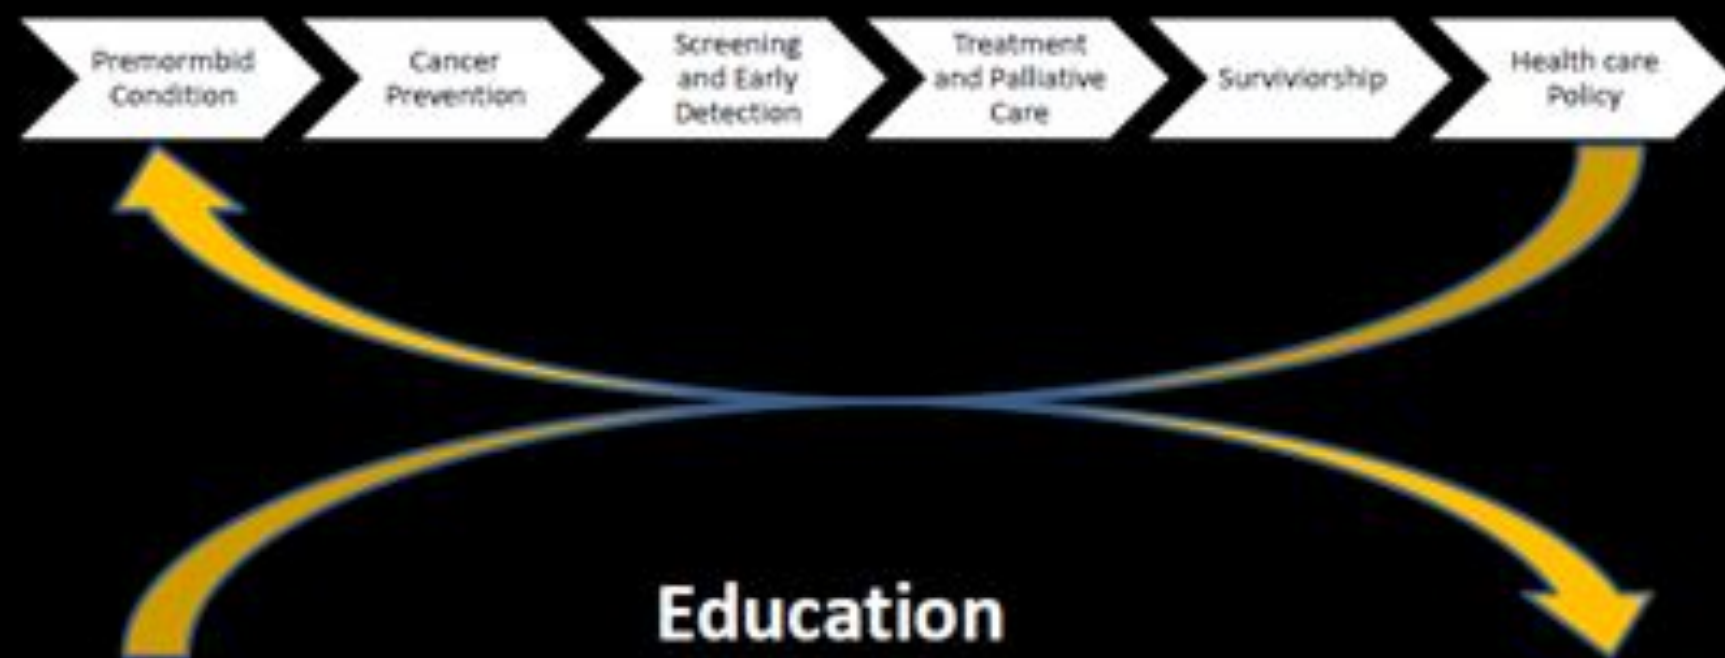 Premormbid
Condition
Cancer
Prevention
Screening
and Early
Detection
Treatment
and Palliative
Care
Surviviorship
Health care
Policy
Education